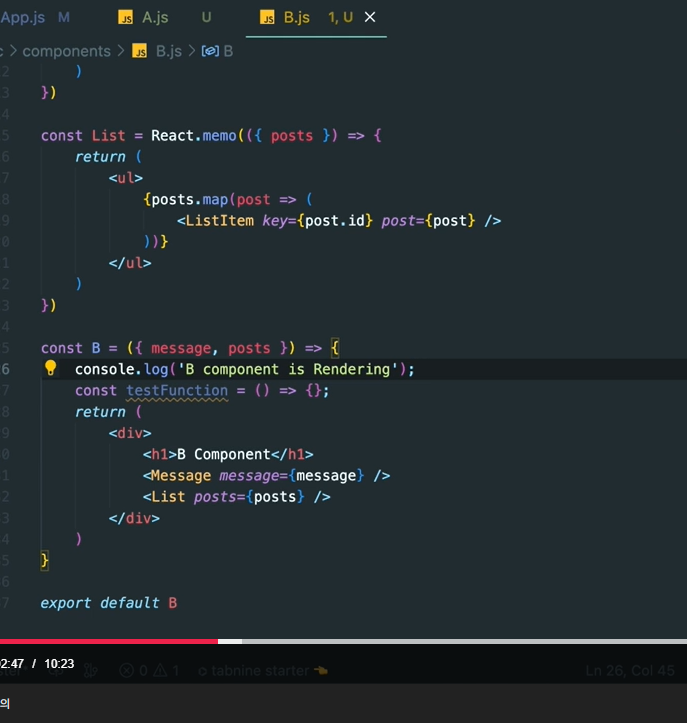 App.js M JS A.js U JS B.js 1, U ×
c > components > JS B.js > B
2 )
3 })
4
5 const List = React.memo(({ posts }) => {
6 return (
7 <ul>
8 {posts.map(post => (
9 <ListItem key={post.id} post={post} />
0 ))}
1 </ul>
2 )
3 })
4
5 const B = ({ message, posts }) => {
6 console.log('B component is Rendering');
7 const testFunction = () => {};
8 return (
9 <div>
0 <h1>B Component</h1>
1 <Message message={message} />
2 <List posts={posts} />
3 </div>
4 )
5 }
6
7 export default B
2:47 / 10:23
0 1 tabnine starter Ln 26, Col 45
의